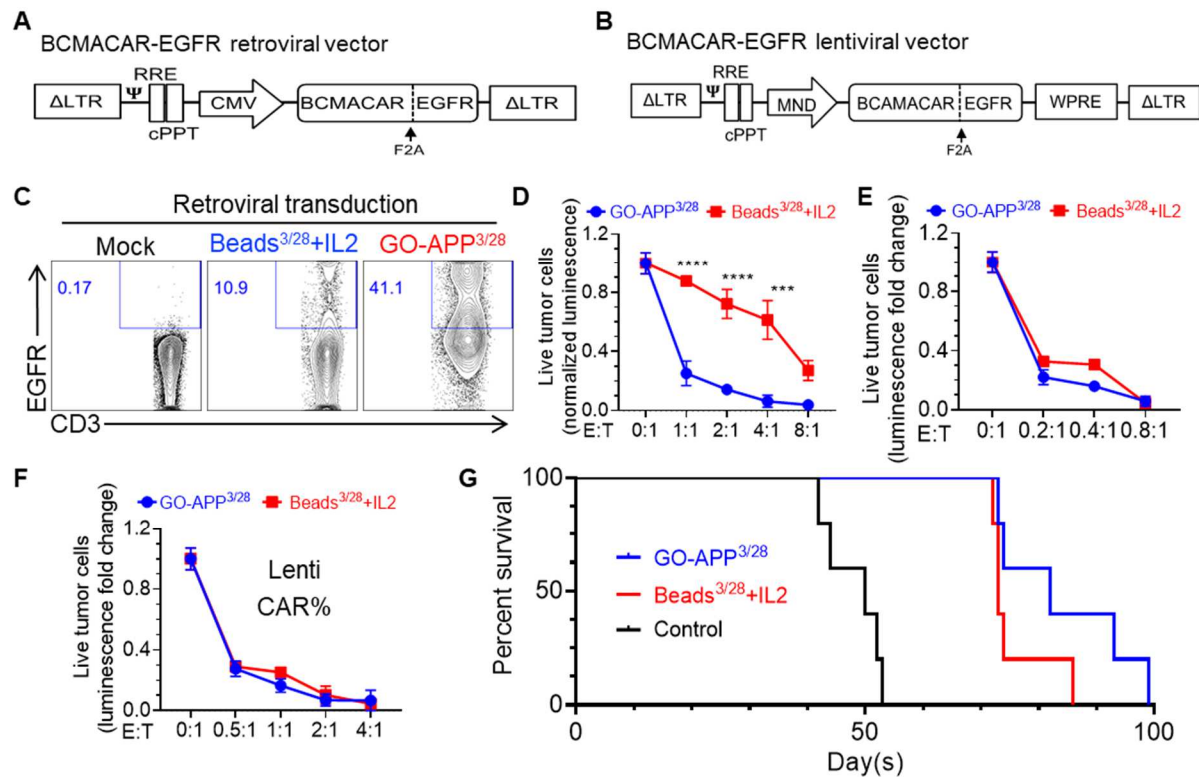 A
BCMACAR-EGFR retroviral vector
RRE
ΔLTR
Ψ
CMV
BCMACAR
EGFR
ΔLTR
cPPT
F2A
B
BCMACAR-EGFR lentiviral vector
RRE
ΔLTR
Ψ
MND
BCAMACAR
EGFR
WPRE
ΔLTR
cPPT
F2A
C
Retroviral transduction
Mock
Beads3/28+IL2
GO-APP3/28
0.17
10.9
41.1
EGFR
CD3
D
GO-APP3/28
Beads3/28+IL2
Live tumor cells
(normalized luminescence)
1.2
0.8
0.4
0.0
****
****
***
E:T
0:1
1:1
2:1
4:1
8:1
E
GO-APP3/28
Beads3/28+IL2
Live tumor cells
(luminescence fold change)
1.2
0.8
0.4
0.0
E:T
0:1
0.2:1
0.4:1
0.8:1
F
GO-APP3/28
Beads3/28+IL2
Live tumor cells
(luminescence fold change)
1.2
0.8
0.4
0.0
Lenti
CAR%
E:T
0:1
0.5:1
1:1
2:1
4:1
G
Percent survival
100
50
0
GO-APP3/28
Beads3/28+IL2
Control
0
50
100
Day(s)